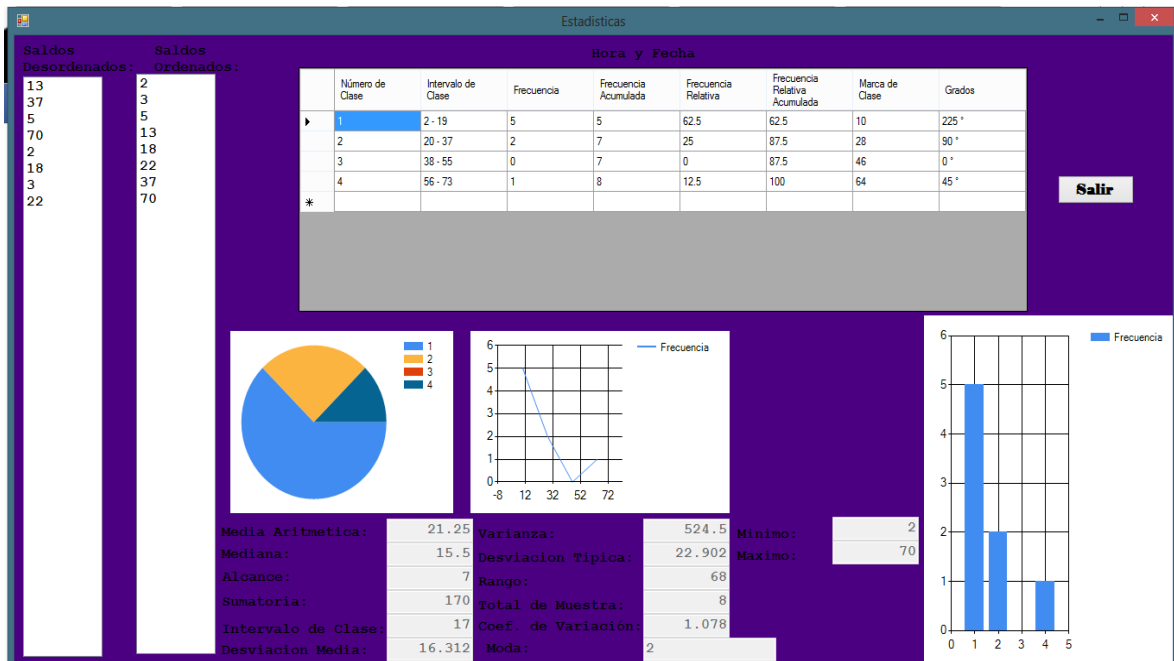 Estadisticas
Saldos Desordenados:
13
37
5
70
2
18
3
22
Saldos Ordenados:
2
3
5
13
18
22
37
70
Hora y Fecha
Número de Clase Intervalo de Clase Frecuencia Frecuencia Acumulada Frecuencia Relativa Frecuencia Relativa Acumulada Marca de Clase Grados
1 2 - 19 5 5 62.5 62.5 10 225 °
2 20 - 37 2 7 25 87.5 28 90 °
3 38 - 55 0 7 0 87.5 46 0 °
4 56 - 73 1 8 12.5 100 64 45 °
Salir
1
2
3
4
6
5
4
3
2
1
0
-8 12 32 52 72
Frecuencia
6
5
4
3
2
1
0
0 1 2 3 4 5
Frecuencia
Media Aritmetica: 21.25 Varianza: 524.5 Minimo: 2
Mediana: 15.5 Desviacion Tipica: 22.902 Maximo: 70
Alcance: 7 Rango: 68
Sumatoria: 170 Total de Muestra: 8
Intervalo de Clase: 17 Coef. de Variación: 1.078
Desviacion Media: 16.312 Moda: 2